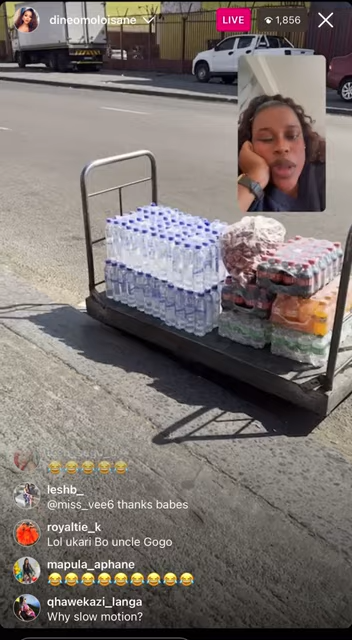 dineomoloisane
LIVE
1,856
😂😂😂😂😂
leshb_
@miss_vee6 thanks babes
royaltie_k
Lol ukari Bo uncle Gogo
mapula_aphane
😂😂😂😂😂😂😂😂😂😂
qhawekazi_langa
Why slow motion?